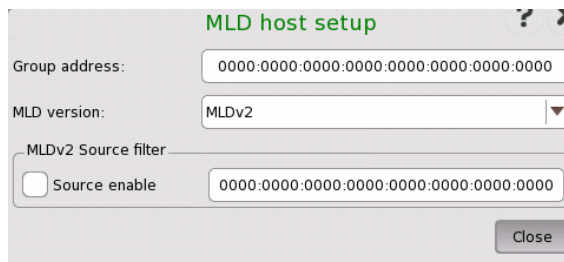 MLD host setup ?
Group address: 0000:0000:0000:0000:0000:0000:0000:0000
MLD version: MLDv2
MLDv2 Source filter
Source enable 0000:0000:0000:0000:0000:0000:0000:0000
Close